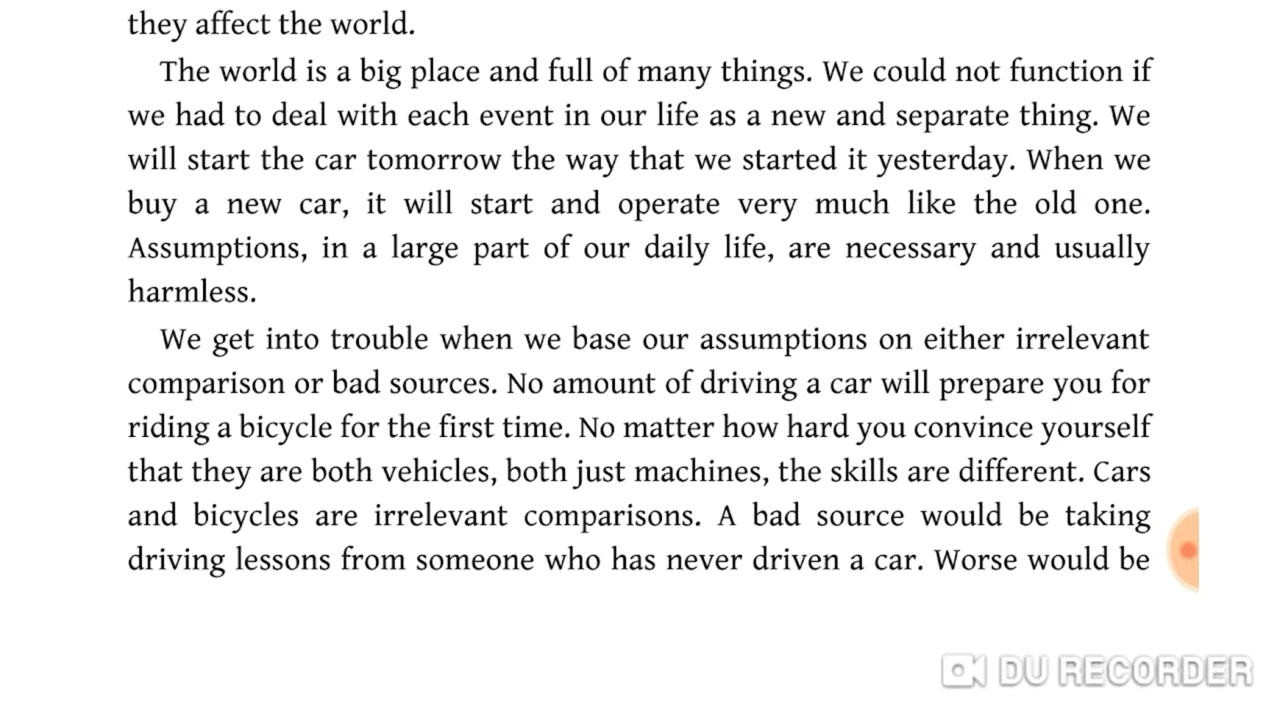 they affect the world.
The world is a big place and full of many things. We could not function if
we had to deal with each event in our life as a new and separate thing. We
will start the car tomorrow the way that we started it yesterday. When we
buy a new car, it will start and operate very much like the old one.
Assumptions, in a large part of our daily life, are necessary and usually
harmless.
We get into trouble when we base our assumptions on either irrelevant
comparison or bad sources. No amount of driving a car will prepare you for
riding a bicycle for the first time. No matter how hard you convince yourself
that they are both vehicles, both just machines, the skills are different. Cars
and bicycles are irrelevant comparisons. A bad source would be taking
driving lessons from someone who has never driven a car. Worse would be
DU RECORDER